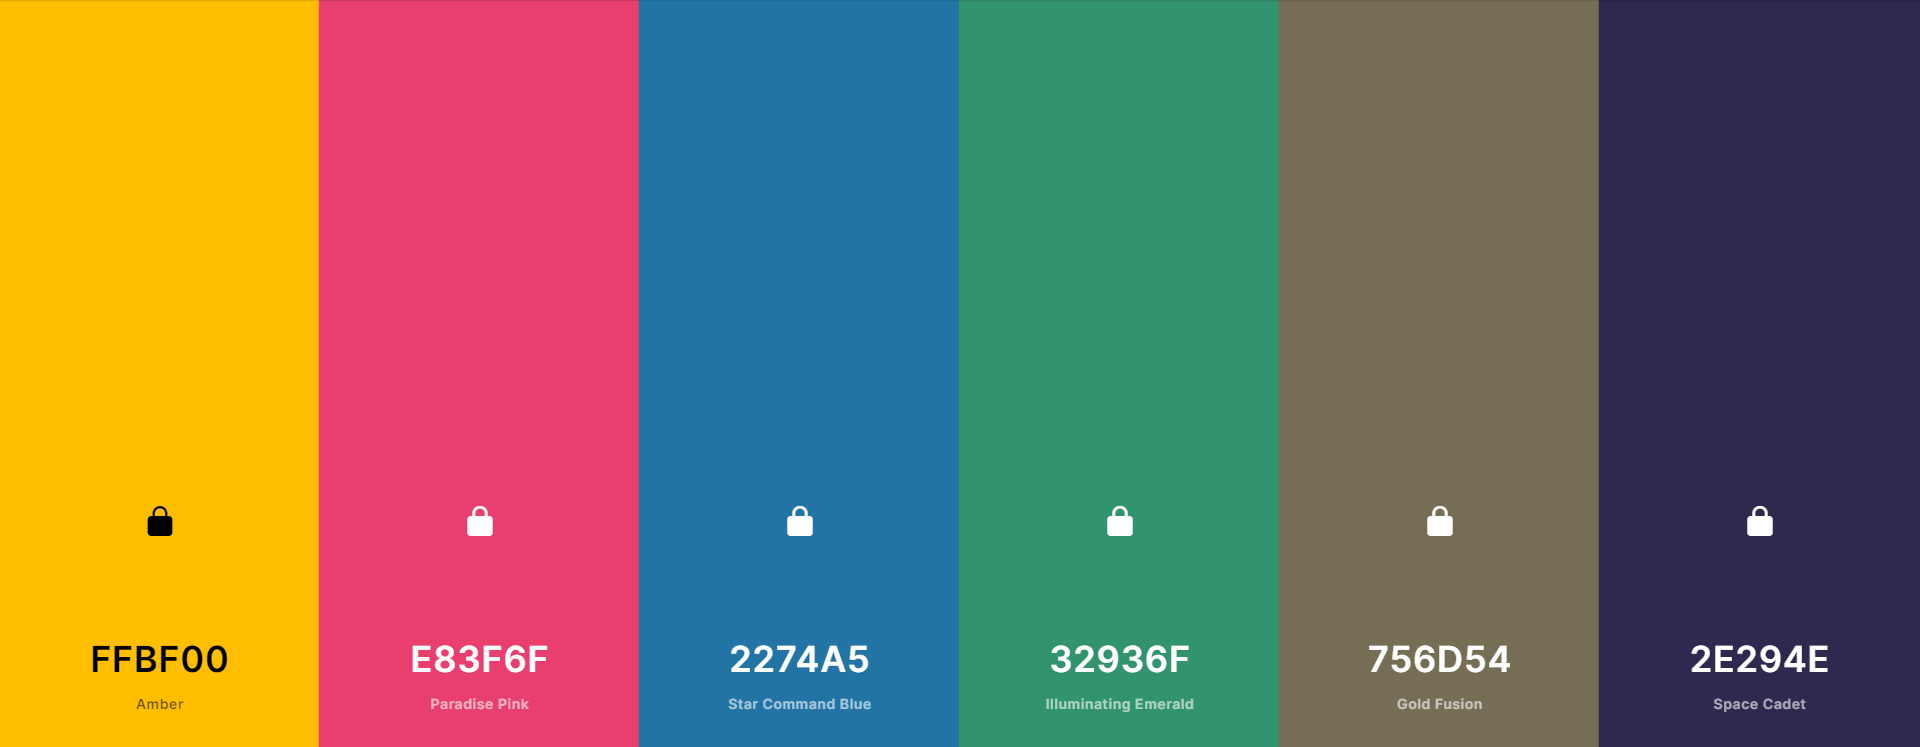 FFBF00
Amber
E83F6F
Paradise Pink
2274A5
Star Command Blue
32936F
Illuminating Emerald
756D54
Gold Fusion
2E294E
Space Cadet